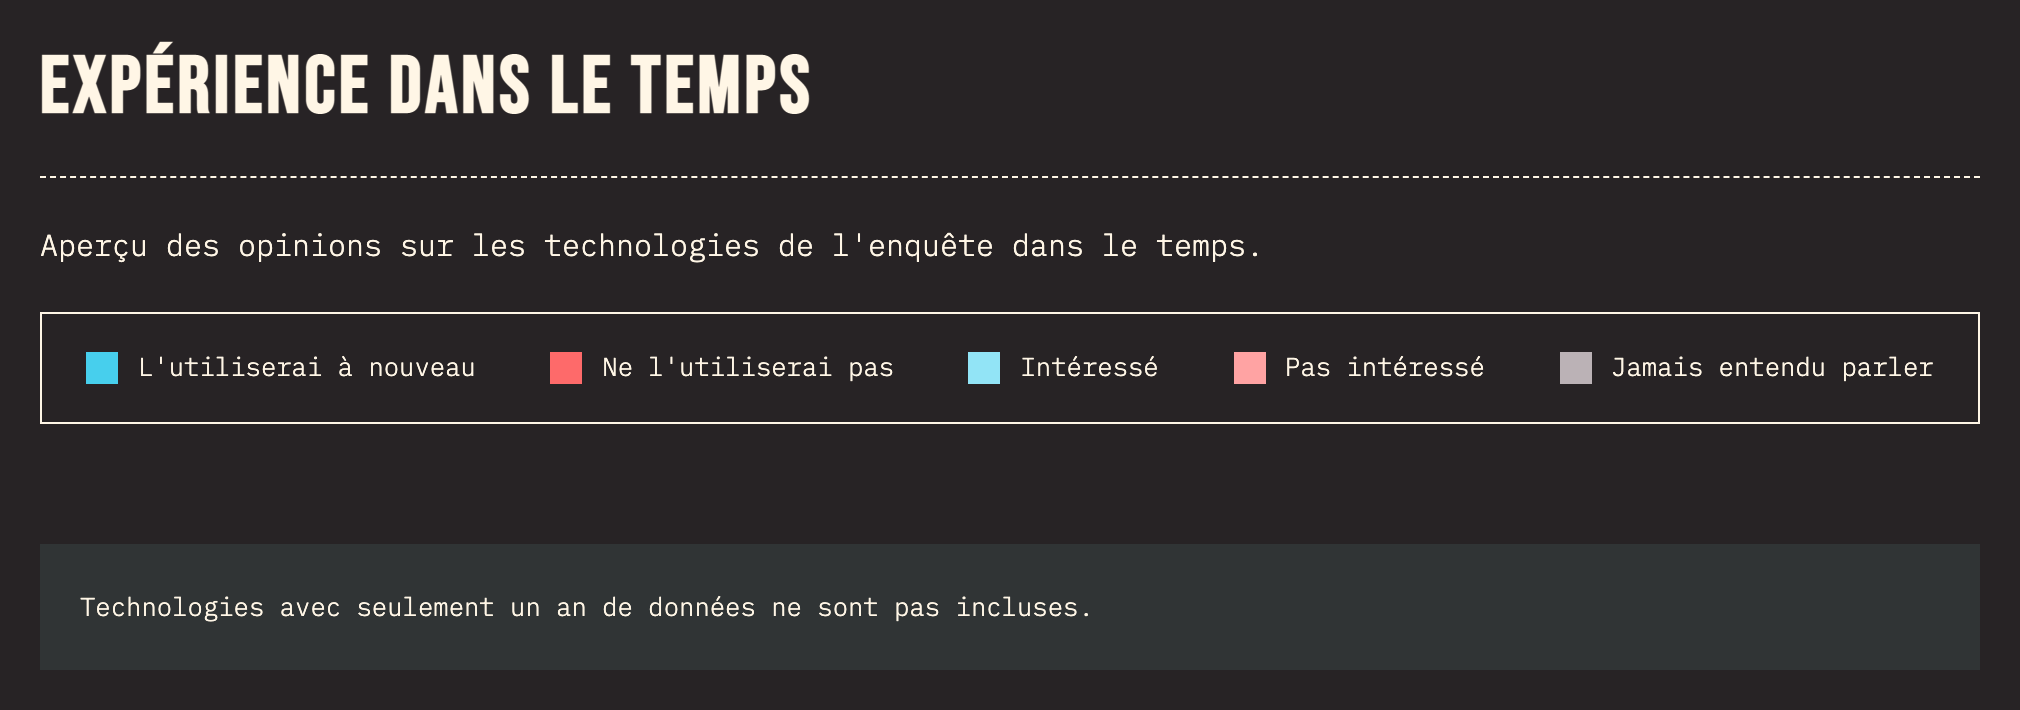 EXPÉRIENCE DANS LE TEMPS
Aperçu des opinions sur les technologies de l'enquête dans le temps.
L'utiliserai à nouveau
Ne l'utiliserai pas
Intéressé
Pas intéressé
Jamais entendu parler
Technologies avec seulement un an de données ne sont pas incluses.